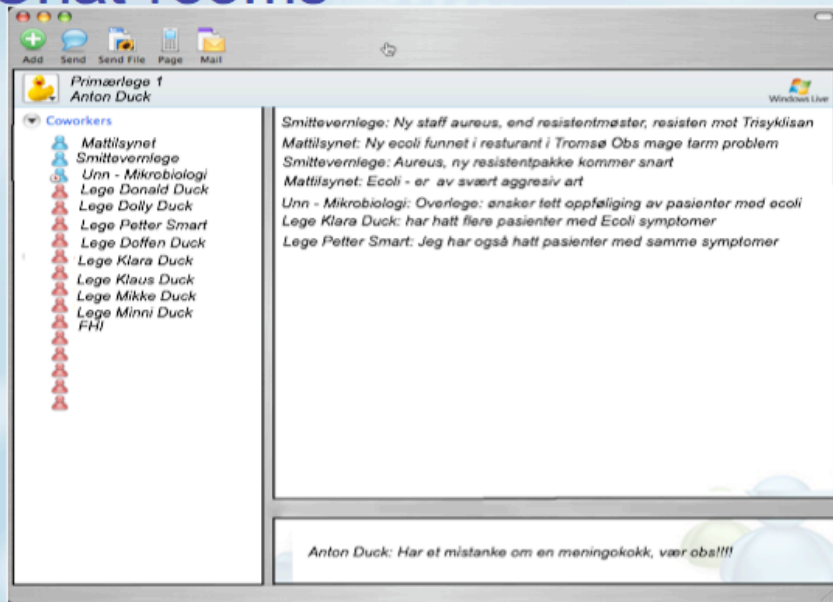 Chat rooms
Add Send Send File Page Mail
Primærlege 1
Anton Duck
Windows Live
Coworkers
Mattilsynet
Smittevernlege
Unn - Mikrobiologi
Lege Donald Duck
Lege Dolly Duck
Lege Petter Smart
Lege Doffen Duck
Lege Klara Duck
Lege Klaus Duck
Lege Mikke Duck
Lege Minni Duck
FHI
Smittevernlege: Ny staff aureus, end resistentmøster, resisten mot Trisyklisan
Mattilsynet: Ny ecoli funnet i resturant i Tromsø Obs mage tarm problem
Smittevernlege: Aureus, ny resistentpakke kommer snart
Mattilsynet: Ecoli - er av svært aggresiv art
Unn - Mikrobiologi: Overlege: ønsker tett oppføliging av pasienter med ecoli
Lege Klara Duck: har hatt flere pasienter med Ecoli symptomer
Lege Petter Smart: Jeg har også hatt pasienter med samme symptomer
Anton Duck: Har et mistanke om en meningokokk, vær obs!!!!